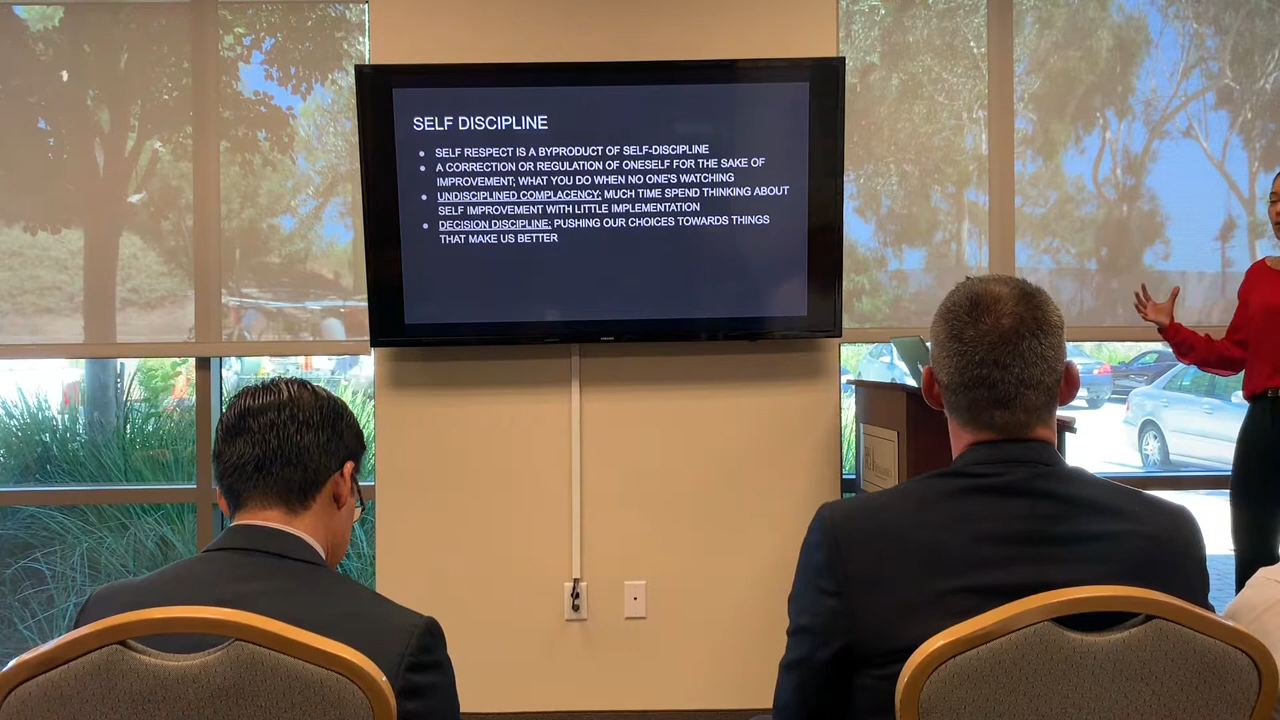 SELF DISCIPLINE
● SELF RESPECT IS A BYPRODUCT OF SELF-DISCIPLINE
● A CORRECTION OR REGULATION OF ONESELF FOR THE SAKE OF
IMPROVEMENT; WHAT YOU DO WHEN NO ONE'S WATCHING
● UNDISCIPLINED COMPLACENCY: MUCH TIME SPEND THINKING ABOUT
SELF IMPROVEMENT WITH LITTLE IMPLEMENTATION
● DECISION DISCIPLINE: PUSHING OUR CHOICES TOWARDS THINGS
THAT MAKE US BETTER
SAMSUNG